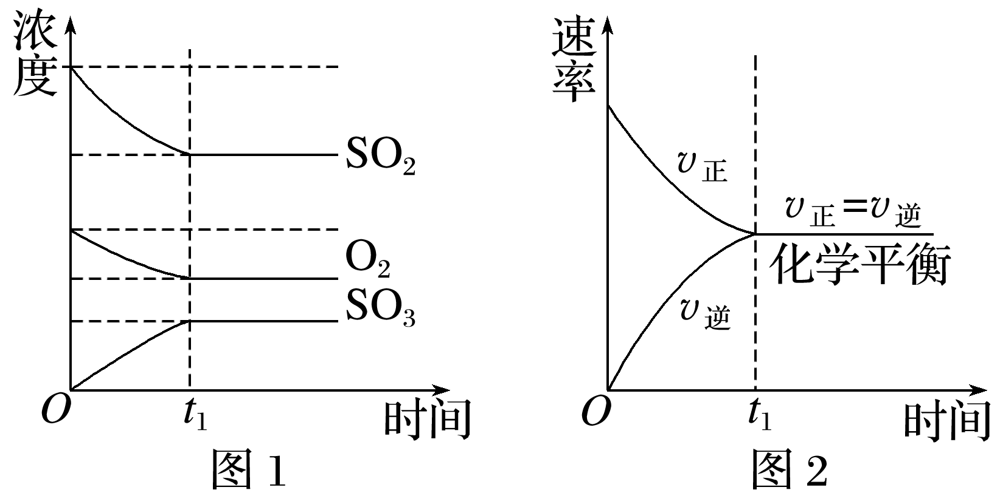 浓度
SO₂
O₂
SO₃
O
t₁
时间
图 1
速率
v正
v正=v逆
化学平衡
v逆
O
t₁
时间
图 2